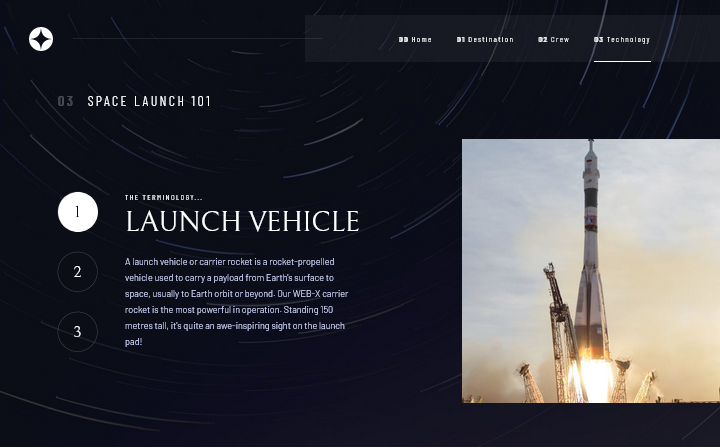 00 Home 01 Destination 02 Crew 03 Technology
03 SPACE LAUNCH 101
1
2
3
THE TERMINOLOGY...
LAUNCH VEHICLE
A launch vehicle or carrier rocket is a rocket-propelled
vehicle used to carry a payload from Earth's surface to
space, usually to Earth orbit or beyond. Our WEB-X carrier
rocket is the most powerful in operation. Standing 150
metres tall, it's quite an awe-inspiring sight on the launch
pad!